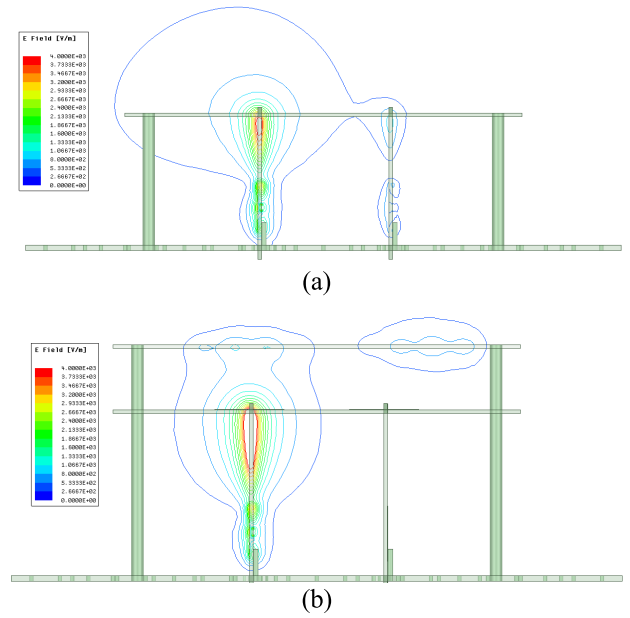 E Field [V/m]
4.0000E+03
3.7333E+03
3.4667E+03
3.2000E+03
2.9333E+03
2.6667E+03
2.4000E+03
2.1333E+03
1.8667E+03
1.6000E+03
1.3333E+03
1.0667E+03
8.0000E+02
5.3333E+02
2.6667E+02
0.0000E+00
(a)
E Field [V/m]
4.0000E+03
3.7333E+03
3.4667E+03
3.2000E+03
2.9333E+03
2.6667E+03
2.4000E+03
2.1333E+03
1.8667E+03
1.6000E+03
1.3333E+03
1.0667E+03
8.0000E+02
5.3333E+02
2.6667E+02
0.0000E+00
(b)